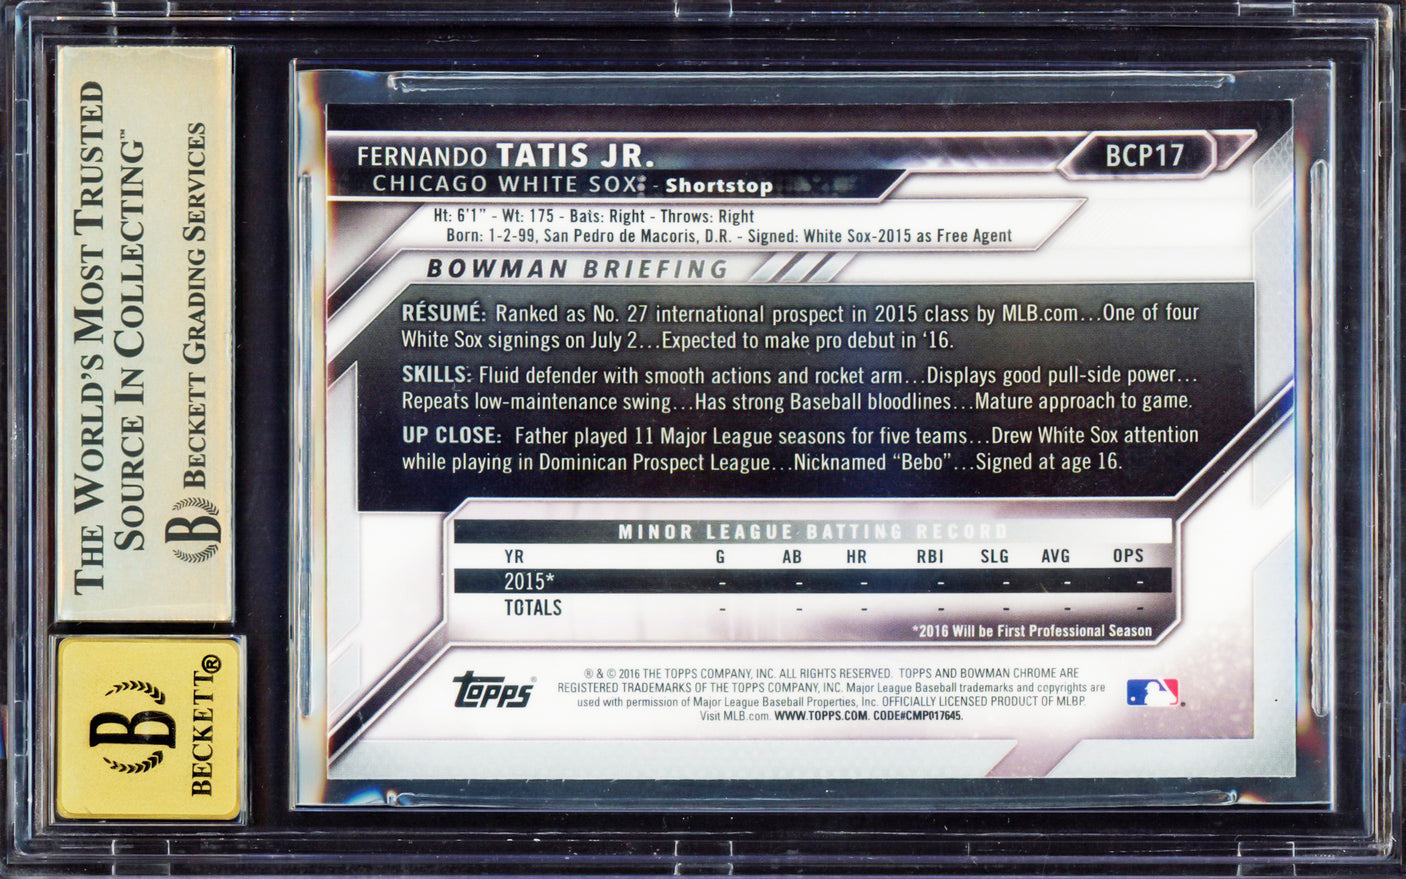 THE WORLD'S MOST TRUSTED
SOURCE IN COLLECTING™
BECKETT GRADING SERVICES
B
B
BECKETT®
FERNANDO TATIS JR.
BCP17
CHICAGO WHITE SOX - Shortstop
Ht: 6'1" - Wt: 175 - Bats: Right - Throws: Right
Born: 1-2-99, San Pedro de Macoris, D.R. - Signed: White Sox-2015 as Free Agent
BOWMAN BRIEFING
RÉSUMÉ: Ranked as No. 27 international prospect in 2015 class by MLB.com...One of four
White Sox signings on July 2...Expected to make pro debut in '16.
SKILLS: Fluid defender with smooth actions and rocket arm...Displays good pull-side power...
Repeats low-maintenance swing...Has strong Baseball bloodlines...Mature approach to game.
UP CLOSE: Father played 11 Major League seasons for five teams...Drew White Sox attention
while playing in Dominican Prospect League...Nicknamed "Bebo"...Signed at age 16.
MINOR LEAGUE BATTING RECORD
YR G AB HR RBI SLG AVG OPS
2015* - - - - - - -
TOTALS - - - - - - -
*2016 Will be First Professional Season
Topps®
® & © 2016 THE TOPPS COMPANY, INC. ALL RIGHTS RESERVED. TOPPS AND BOWMAN CHROME ARE
REGISTERED TRADEMARKS OF THE TOPPS COMPANY, INC. Major League Baseball trademarks and copyrights are
used with permission of Major League Baseball Properties, Inc. OFFICIALLY LICENSED PRODUCT OF MLBP.
Visit MLB.com. WWW.TOPPS.COM. CODE#CMP017645.